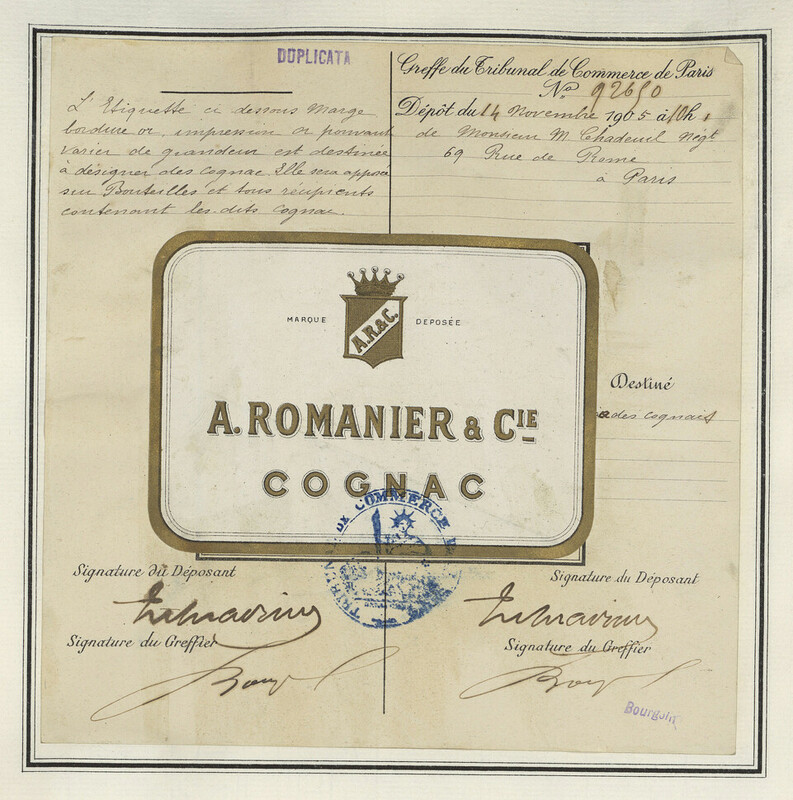 DUPLICATA
L'Etiquette ci dessous Marge
bordure or, impression or pouvant
varier de grandeur est destinée
à désigner des cognac. Elle sera apposée
sur Bouteilles et tous récipients
contenant les dits Cognac.
Greffe du Tribunal de Commerce de Paris
No 92650
Dépôt du 14 Novembre 1905 à 10h,
de Monsieur M. Chadeuil Négt
69 Rue de Rome
à Paris
MARQUE DEPOSÉE
A.R&C.
A. ROMANIER & CIE
COGNAC
Destiné
des cognacs
DE COMMERCE
Signature du Déposant
Signature du Greffier
Signature du Déposant
Signature du Greffier
Bourgoin